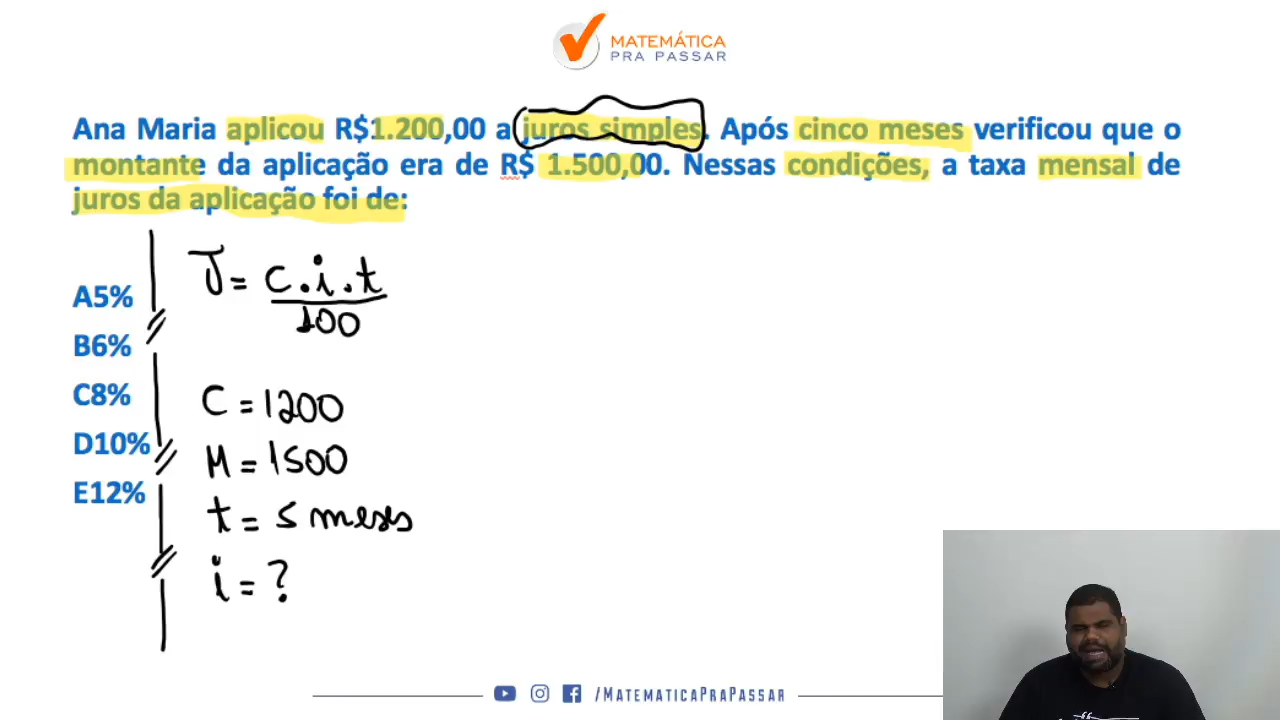 MATEMÁTICA
PRA PASSAR
Ana Maria aplicou R$1.200,00 a juros simples. Após cinco meses verificou que o
montante da aplicação era de R$ 1.500,00. Nessas condições, a taxa mensal de
juros da aplicação foi de:
A5%
B6%
C8%
D10%
E12%
J = C.i.t
100
C = 1200
M = 1500
t = 5 meses
i = ?
/MatematicaPraPassar